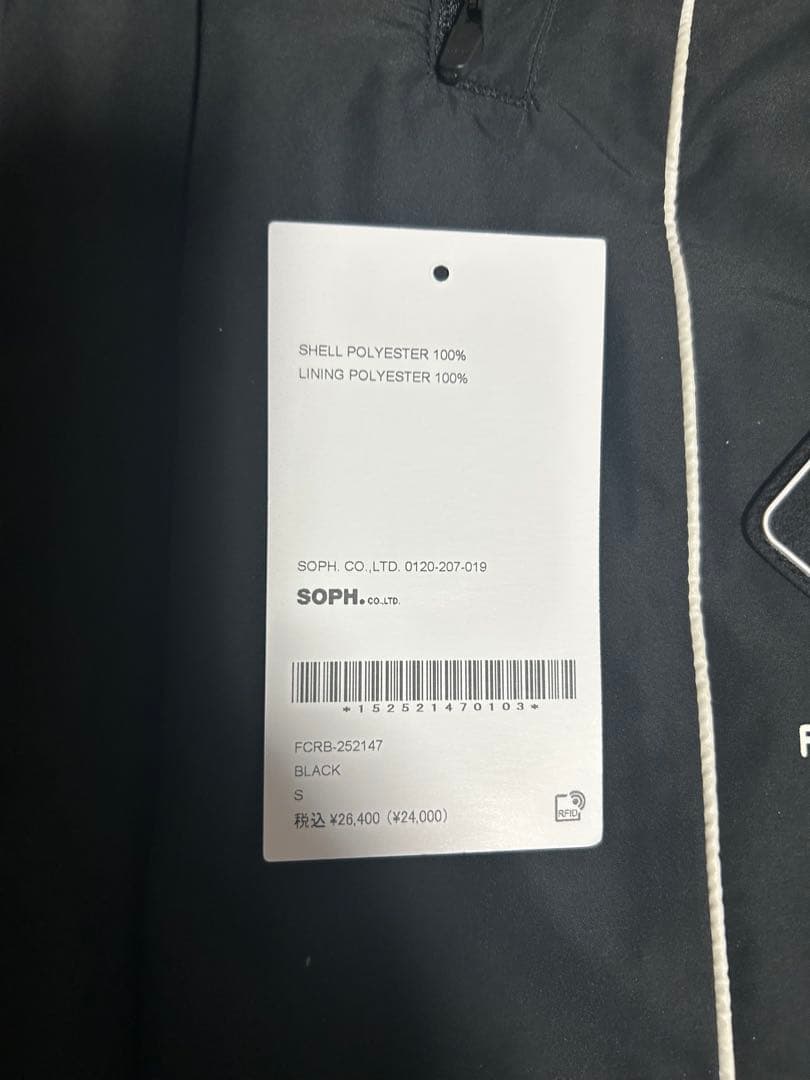 SHELL POLYESTER 100%
LINING POLYESTER 100%
SOPH. CO.,LTD. 0120-207-019
SOPH. CO.,LTD.
*152521470103*
FCRB-252147
BLACK
S
税込 ¥26,400 (¥24,000)
RFID
F